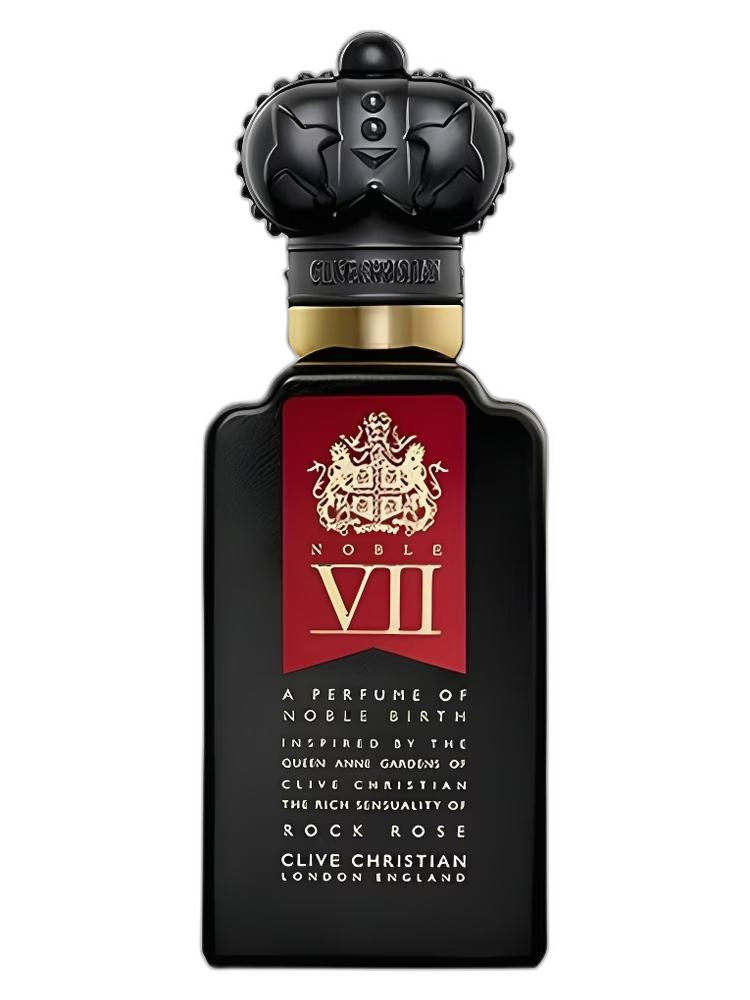 CLIVE CHRISTIAN
NOBLE
VII
A PERFUME OF
NOBLE BIRTH
INSPIRED BY THE
QUEEN ANNE GARDENS OF
CLIVE CHRISTIAN
THE RICH SENSUALITY OF
ROCK ROSE
CLIVE CHRISTIAN
LONDON ENGLAND